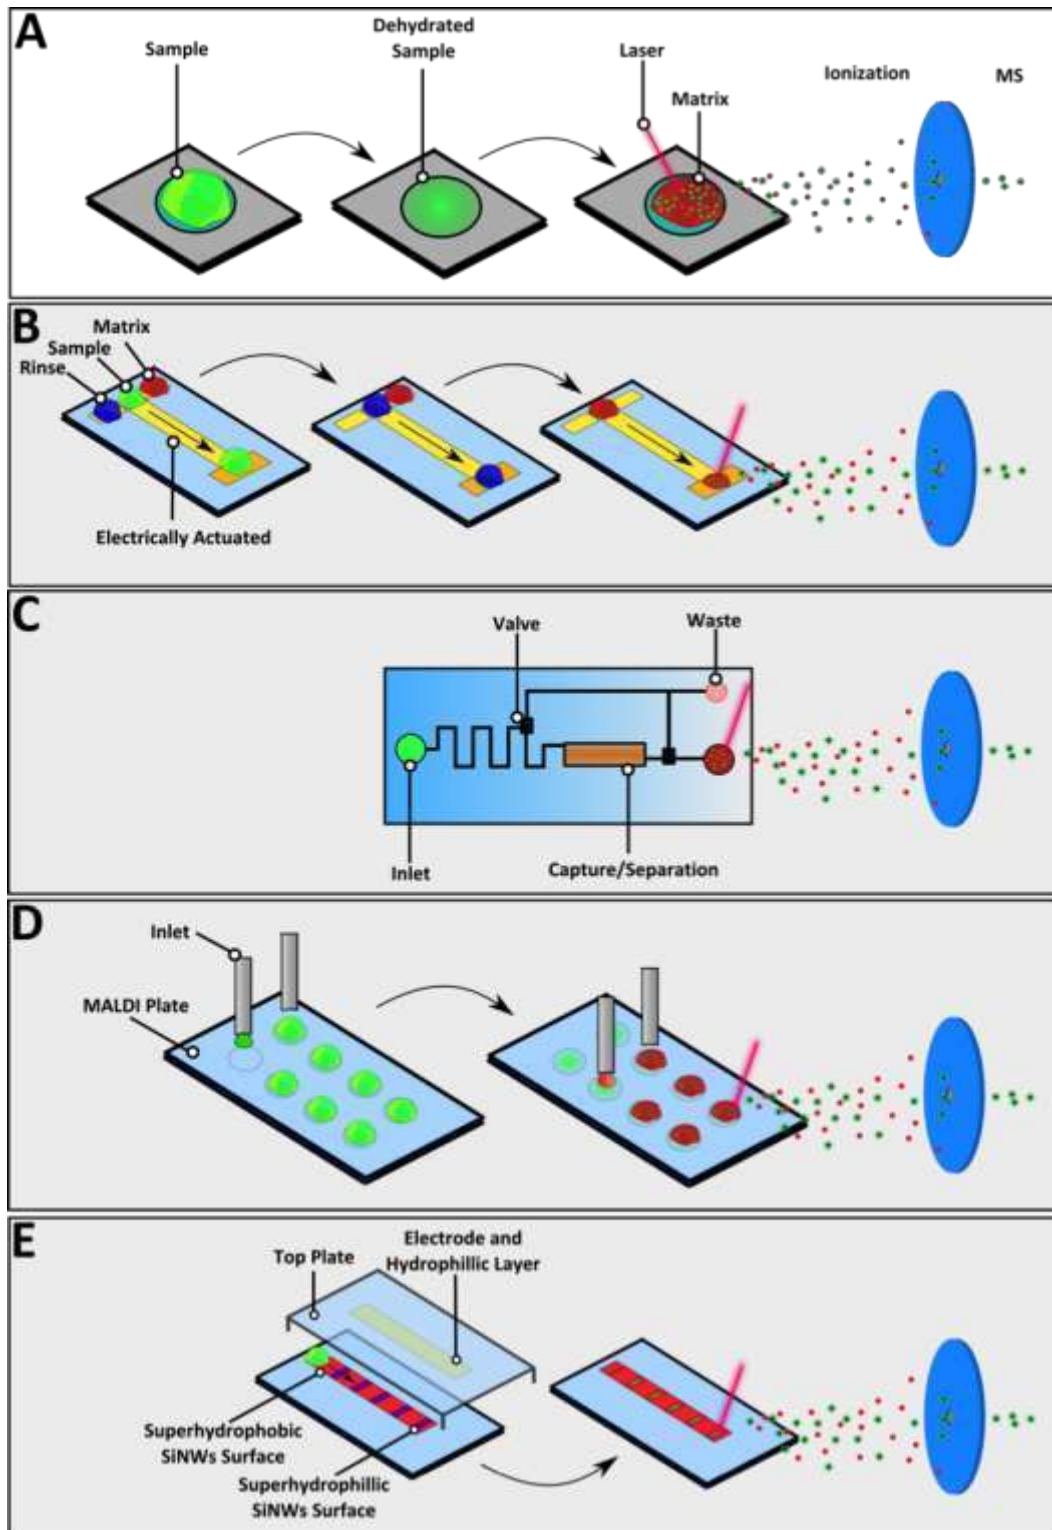 A
Sample
Dehydrated
Sample
Laser
Matrix
Ionization
MS
B
Matrix
Sample
Rinse
Electrically Actuated
C
Valve
Waste
Inlet
Capture/Separation
D
Inlet
MALDI Plate
E
Top Plate
Electrode and
Hydrophillic Layer
Superhydrophobic
SiNWs Surface
Superhydrophillic
SiNWs Surface